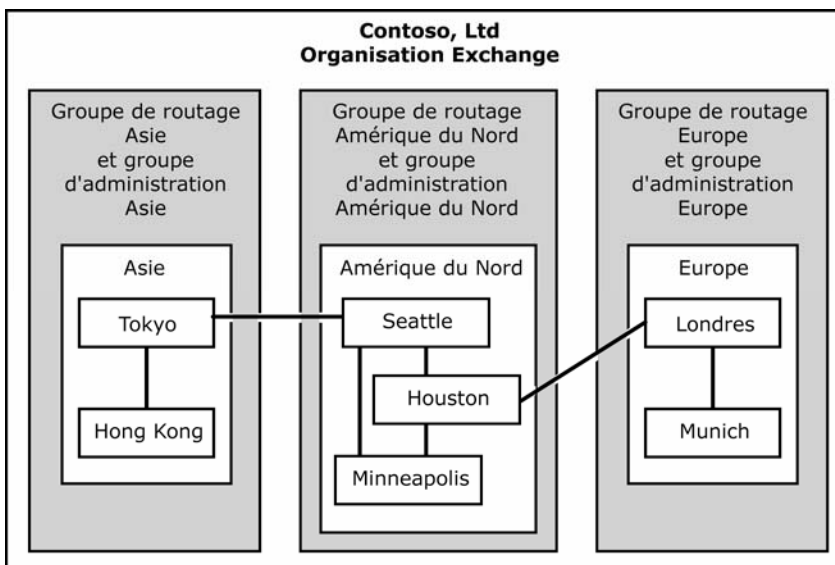 Contoso, Ltd
Organisation Exchange
Groupe de routage
Asie
et groupe
d'administration
Asie
Asie
Tokyo
Hong Kong
Groupe de routage
Amérique du Nord
et groupe
d'administration
Amérique du Nord
Amérique du Nord
Seattle
Houston
Minneapolis
Groupe de routage
Europe
et groupe
d'administration
Europe
Europe
Londres
Munich